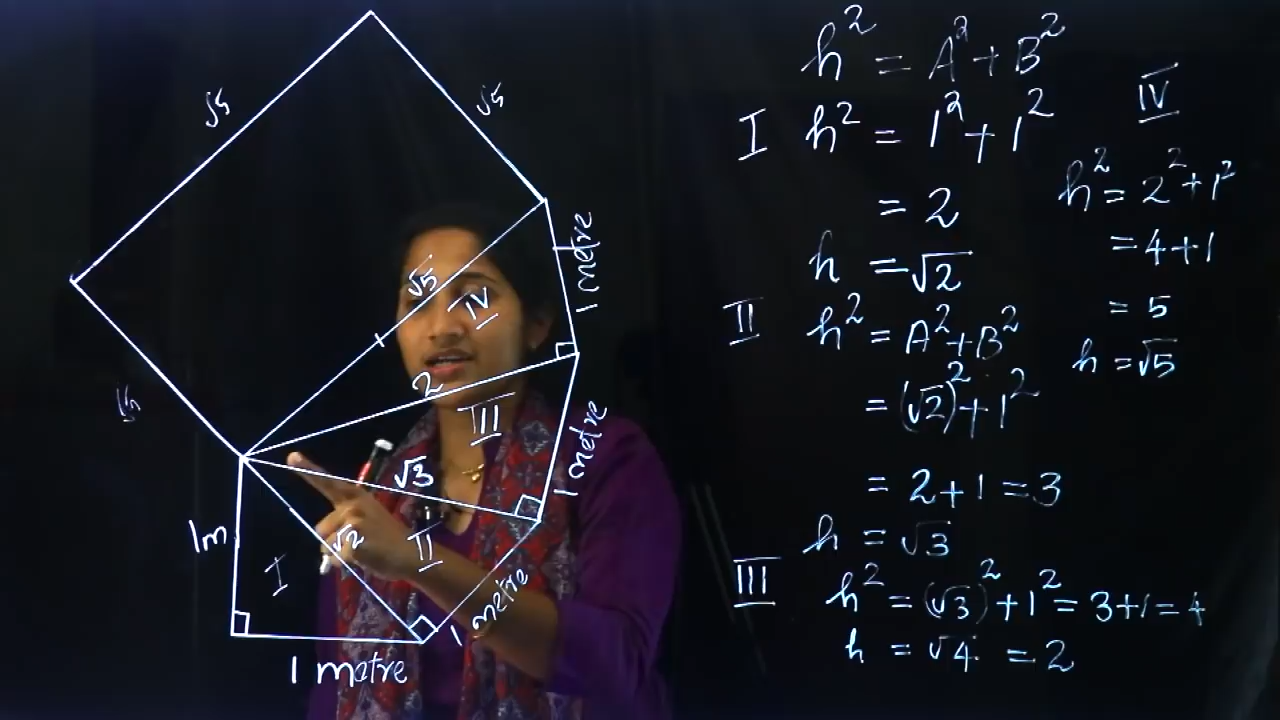 √5
√5
√5
√5
IV
1 metre
2
III
1 metre
√3
√2
II
1m
I
1 metre
1 metre
h² = A² + B²
I h² = 1² + 1²
= 2
h = √2
II h² = A² + B²
= (√2)² + 1²
= 2 + 1 = 3
h = √3
III h² = (√3)² + 1² = 3 + 1 = 4
h = √4 = 2
IV
h² = 2² + 1²
= 4 + 1
= 5
h = √5